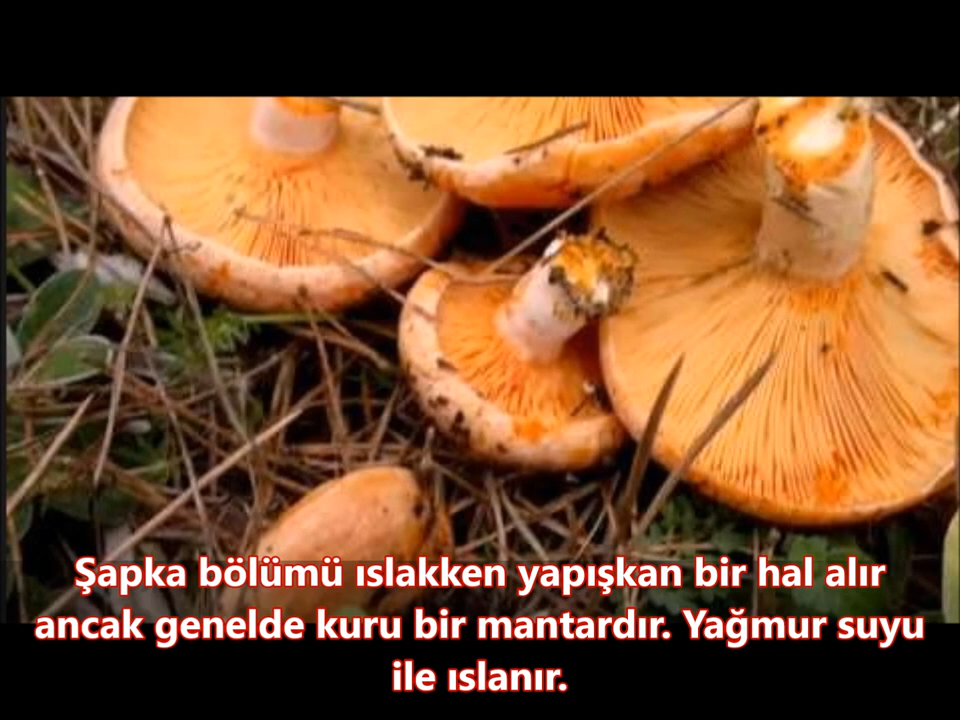 Şapka bölümü ıslakken yapışkan bir hal alır
ancak genelde kuru bir mantardır. Yağmur suyu
ile ıslanır.